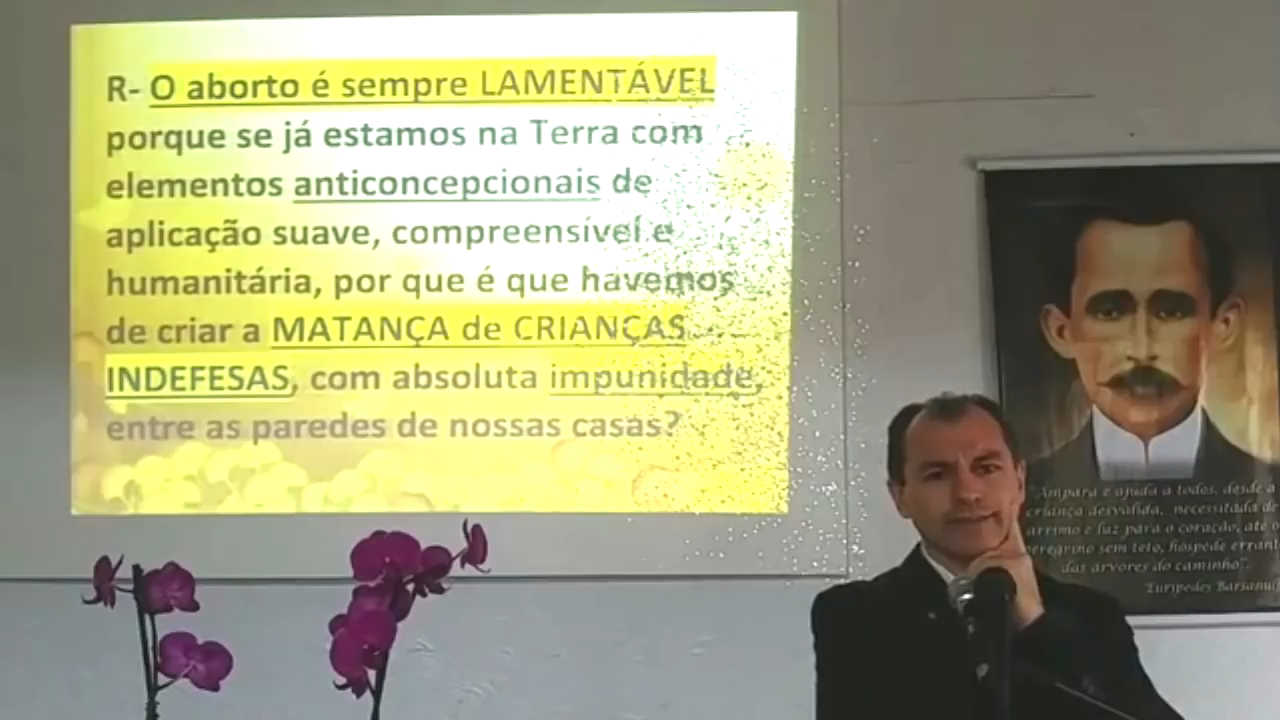 R- O aborto é sempre LAMENTÁVEL
porque se já estamos na Terra com
elementos anticoncepcionais de
aplicação suave, compreensível e
humanitária, por que é que havemos
de criar a MATANÇA de CRIANÇAS
INDEFESAS, com absoluta impunidade,
entre as paredes de nossas casas?
"Ampara e ajuda a todos, desde a
criança desvalida, necessitada de
arrimo e luz para o coração, até o
peregrino sem teto, hóspede errant
das árvores do caminho".
Eurípedes Barsanu